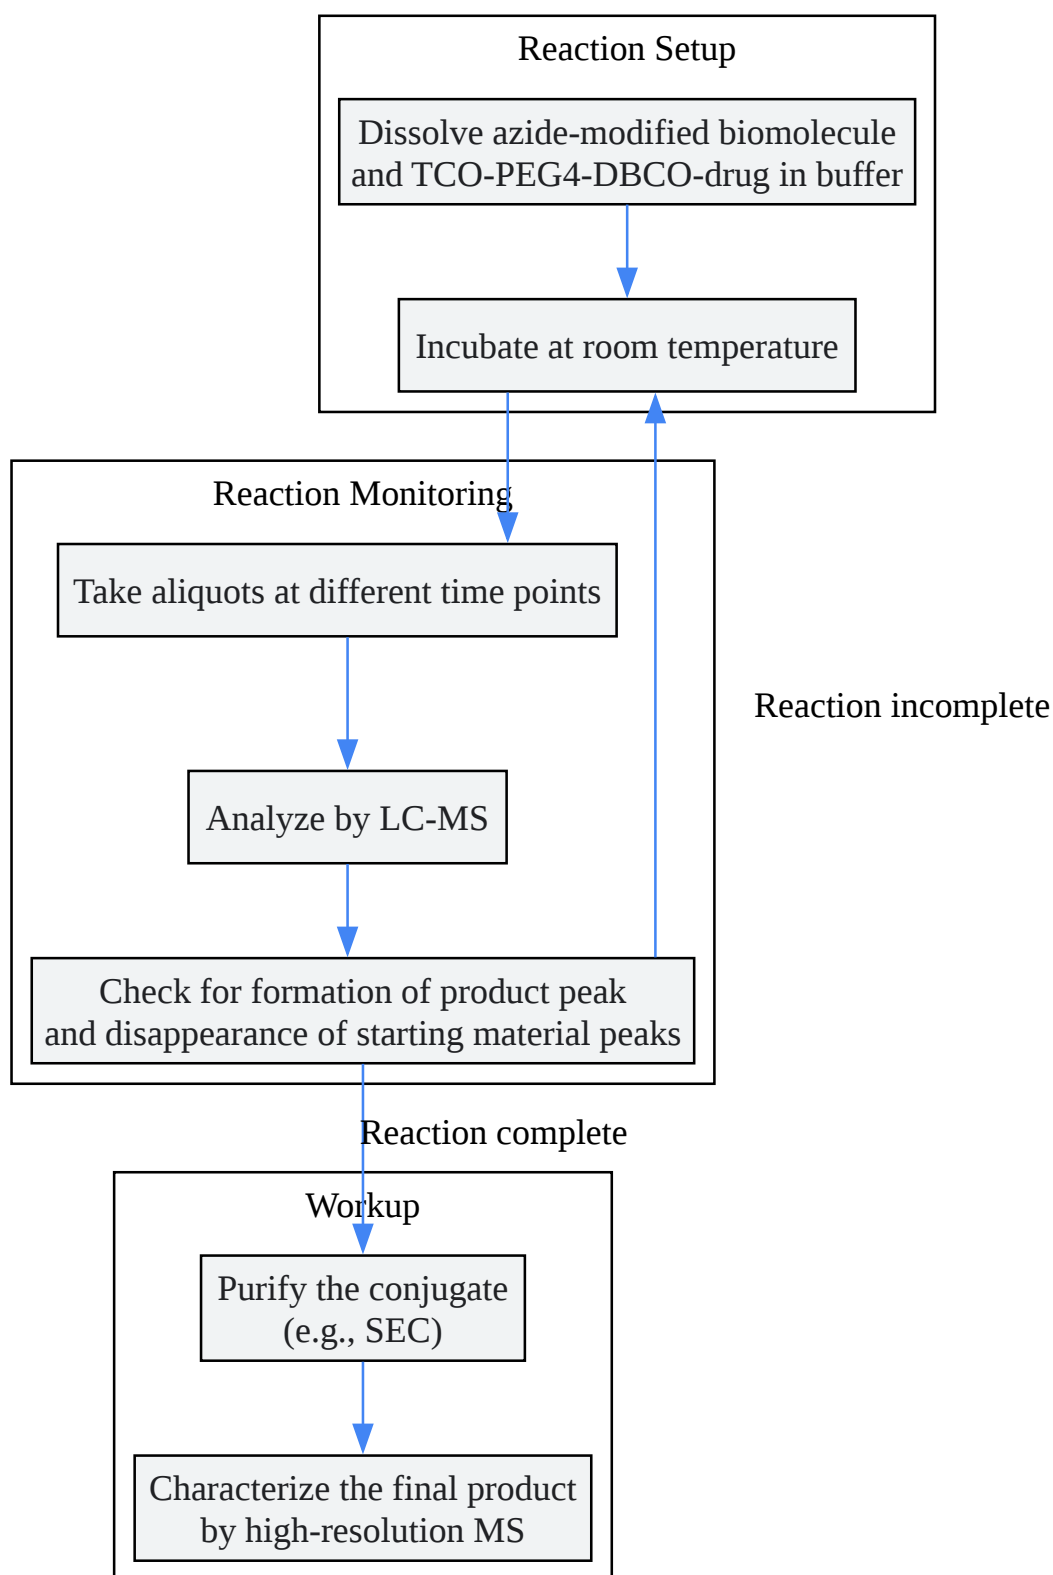 Reaction Setup
Dissolve azide-modified biomolecule
and TCO-PEG4-DBCO-drug in buffer
Incubate at room temperature
Reaction Monitoring
Take aliquots at different time points
Reaction incomplete
Analyze by LC-MS
Check for formation of product peak
and disappearance of starting material peaks
Reaction complete
Workup
Purify the conjugate
(e.g., SEC)
Characterize the final product
by high-resolution MS